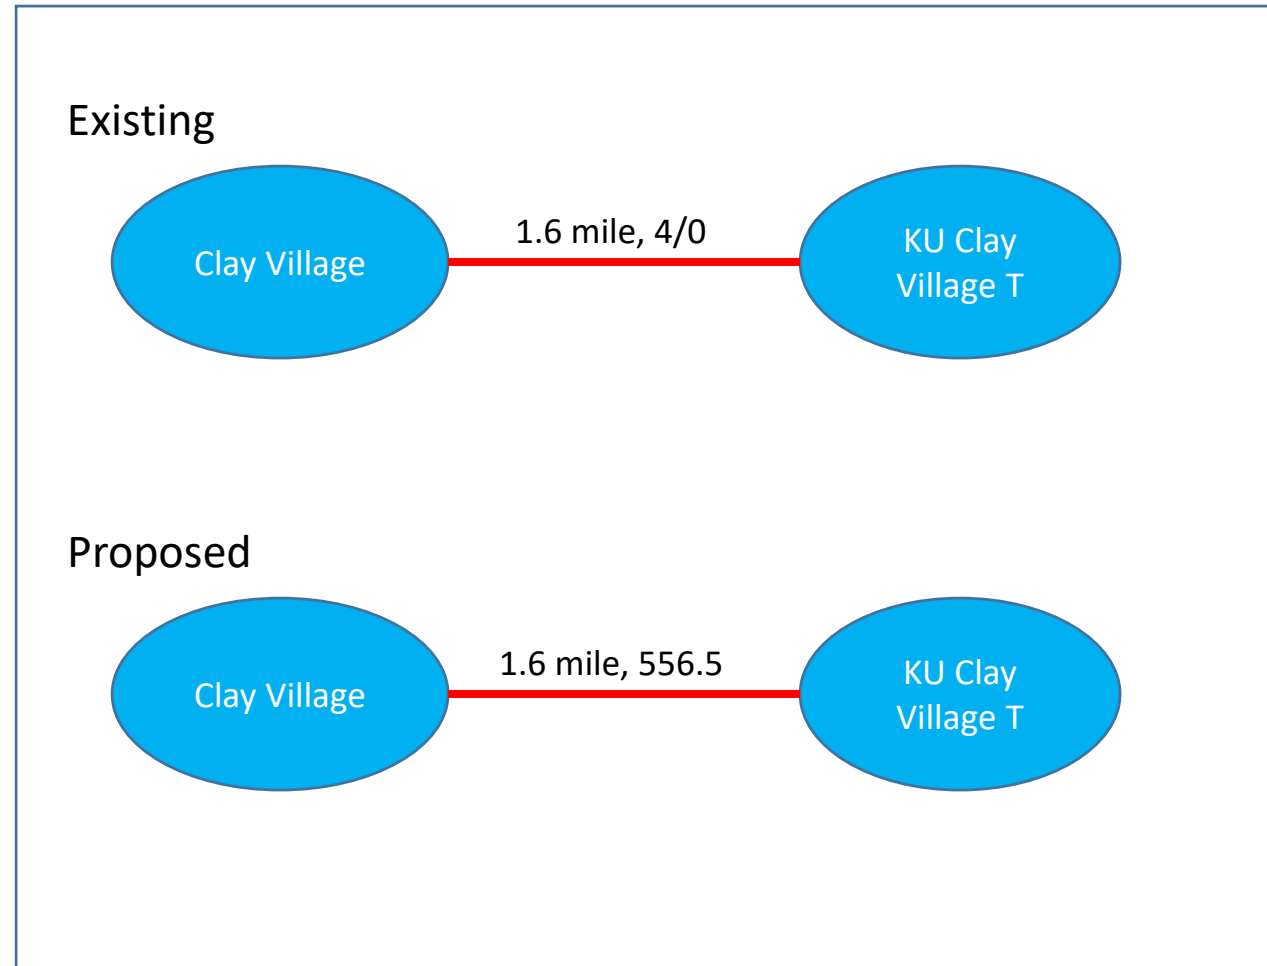 Existing
1.6 mile, 4/0
Clay Village
KU Clay
Village T
Proposed
1.6 mile, 556.5
Clay Village
KU Clay
Village T